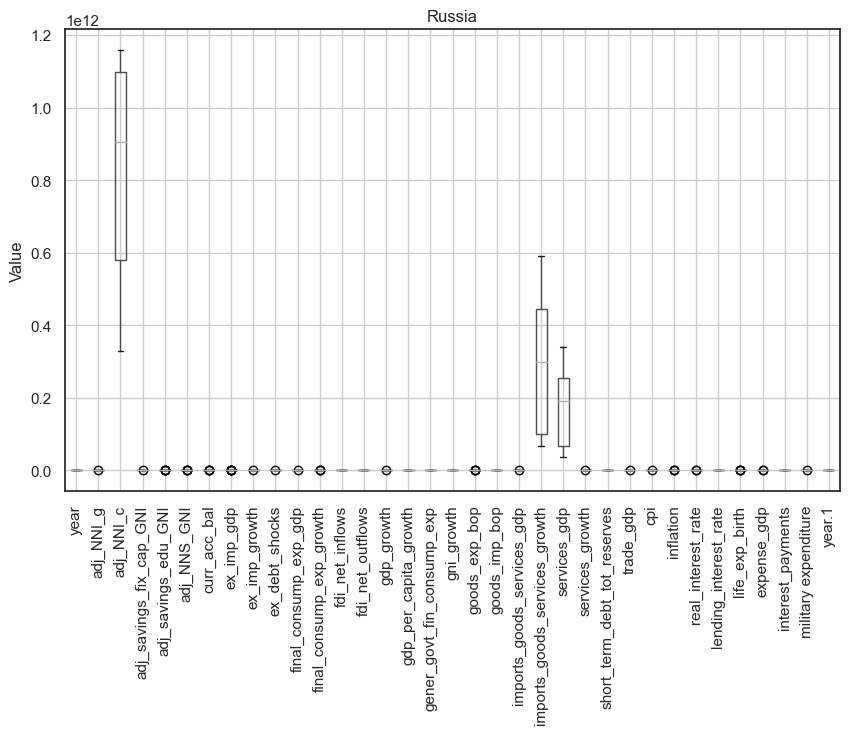 Russia
1e12
1.2
1.0
0.8
0.6
0.4
0.2
0.0
Value
year
adj_NNI_g
adj_NNI_c
adj_savings_fix_cap_GNI
adj_savings_edu_GNI
adj_NNS_GNI
curr_acc_bal
ex_imp_gdp
ex_imp_growth
ex_debt_shocks
final_consump_exp_gdp
final_consump_exp_growth
fdi_net_inflows
fdi_net_outflows
gdp_growth
gdp_per_capita_growth
gener_govt_fin_consump_exp
gni_growth
goods_exp_bop
goods_imp_bop
imports_goods_services_gdp
imports_goods_services_growth
services_gdp
services_growth
short_term_debt_tot_reserves
trade_gdp
cpi
inflation
real_interest_rate
lending_interest_rate
life_exp_birth
expense_gdp
interest_payments
military expenditure
year.1